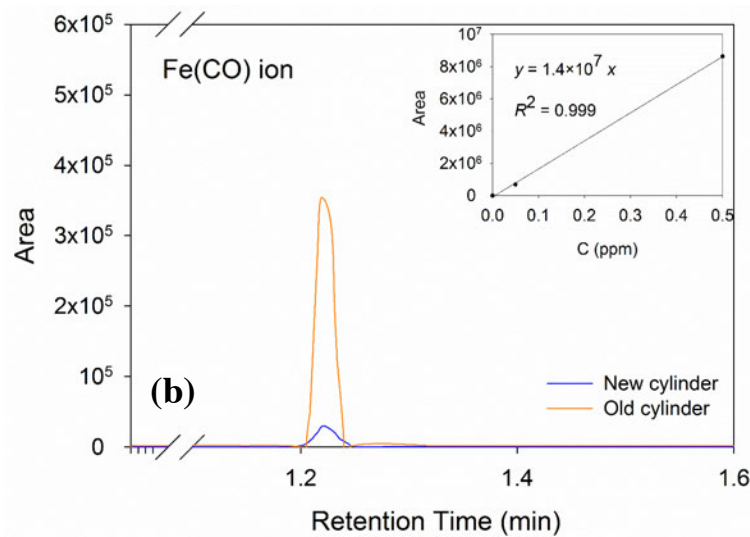 6x10⁵
5x10⁵
4x10⁵
3x10⁵
2x10⁵
10⁵
0
Area
Fe(CO) ion
(b)
1.2
1.4
1.6
Retention Time (min)
New cylinder
Old cylinder
10⁷
8x10⁶
6x10⁶
4x10⁶
2x10⁶
0
Area
y = 1.4×10⁷ x
R² = 0.999
0.0
0.1
0.2
0.3
0.4
0.5
C (ppm)